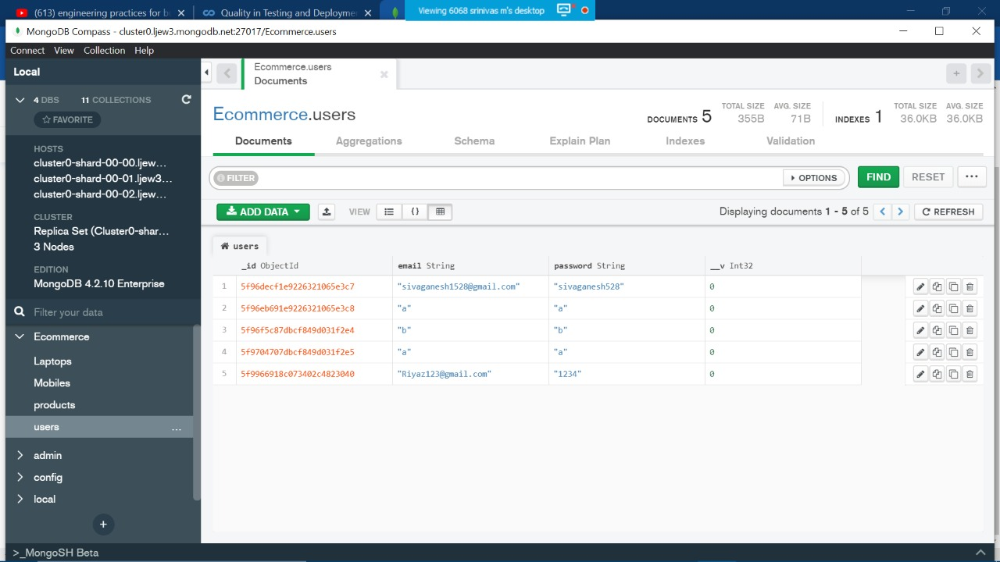 (613) engineering practices for b
Quality in Testing and Deployme
Viewing 6068 srinivas m's desktop
MongoDB Compass - cluster0.ljew3.mongodb.net:27017/Ecommerce.users
Connect View Collection Help
Local
4 DBS 11 COLLECTIONS
FAVORITE
HOSTS
cluster0-shard-00-00.ljew...
cluster0-shard-00-01.ljew3...
cluster0-shard-00-02.ljew...
CLUSTER
Replica Set (Cluster0-shar...
3 Nodes
EDITION
MongoDB 4.2.10 Enterprise
Filter your data
Ecommerce
Laptops
Mobiles
products
users ...
admin
config
local
+
>_MongoSH Beta
Ecommerce.users
Documents
Ecommerce.users
DOCUMENTS 5 TOTAL SIZE 355B AVG. SIZE 71B INDEXES 1 TOTAL SIZE 36.0KB AVG. SIZE 36.0KB
Documents Aggregations Schema Explain Plan Indexes Validation
FILTER OPTIONS FIND RESET ...
ADD DATA VIEW {} Displaying documents 1 - 5 of 5 REFRESH
users
_id ObjectId email String password String __v Int32
1 5f96decf1e9226321065e3c7 "sivaganesh1528@gmail.com" "sivaganesh528" 0
2 5f96eb691e9226321065e3c8 "a" "a" 0
3 5f96f5c87dbcf849d031f2e4 "b" "b" 0
4 5f9704707dbcf849d031f2e5 "a" "a" 0
5 5f9966918c073402c4823040 "Riyaz123@gmail.com" "1234" 0